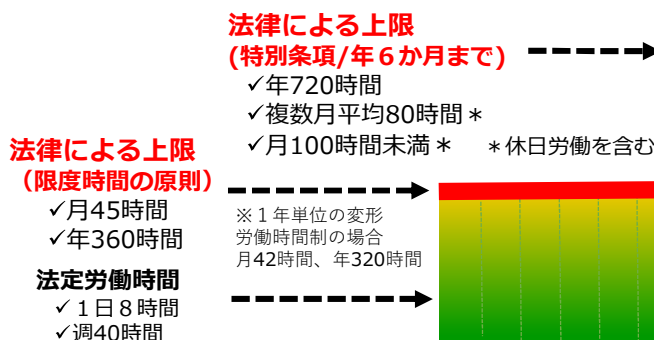 法律による上限
(特別条項/年６か月まで)
✓年720時間
✓複数月平均80時間＊
✓月100時間未満＊ ＊休日労働を含む
法律による上限
（限度時間の原則）
✓月45時間
✓年360時間
※１年単位の変形
労働時間制の場合
月42時間、年320時間
法定労働時間
✓１日８時間
✓週40時間